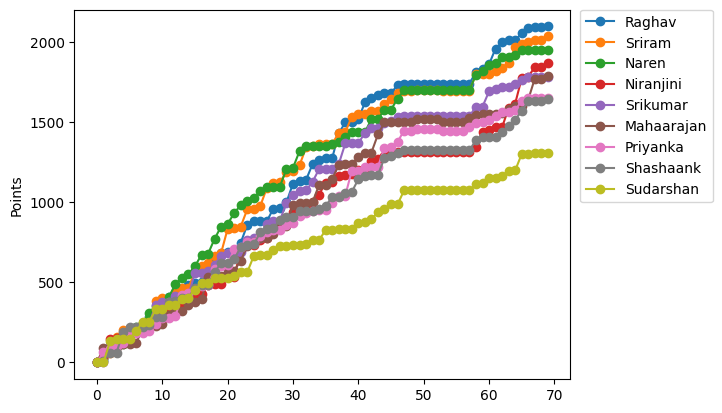 Points
2000
1500
1000
500
0
0 10 20 30 40 50 60 70
Raghav
Sriram
Naren
Niranjini
Srikumar
Mahaarajan
Priyanka
Shashaank
Sudarshan